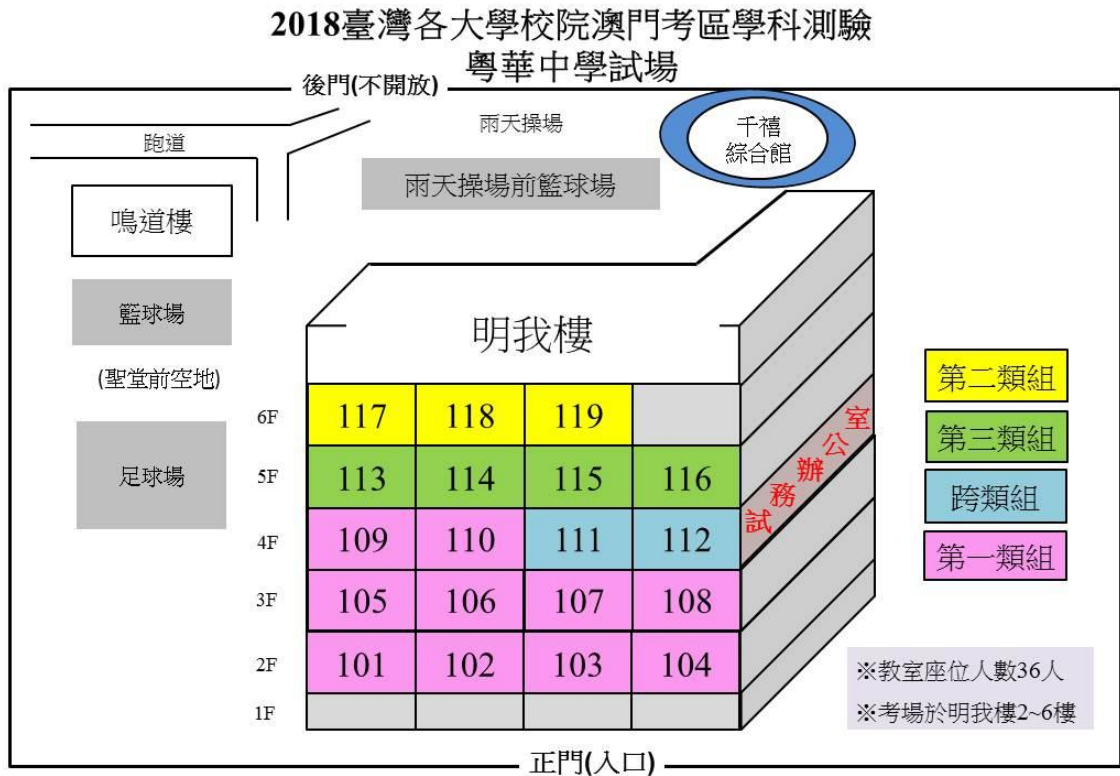 2018臺灣各大學校院澳門考區學科測驗
粵華中學試場
後門(不開放)
跑道
雨天操場
千禧
綜合館
雨天操場前籃球場
鳴道樓
籃球場
(聖堂前空地)
足球場
明我樓
6F 117 118 119
5F 113 114 115 116
4F 109 110 111 112
3F 105 106 107 108
2F 101 102 103 104
1F
試務辦公室
第二類組
第三類組
跨類組
第一類組
※教室座位人數36人
※考場於明我樓2~6樓
正門(入口)